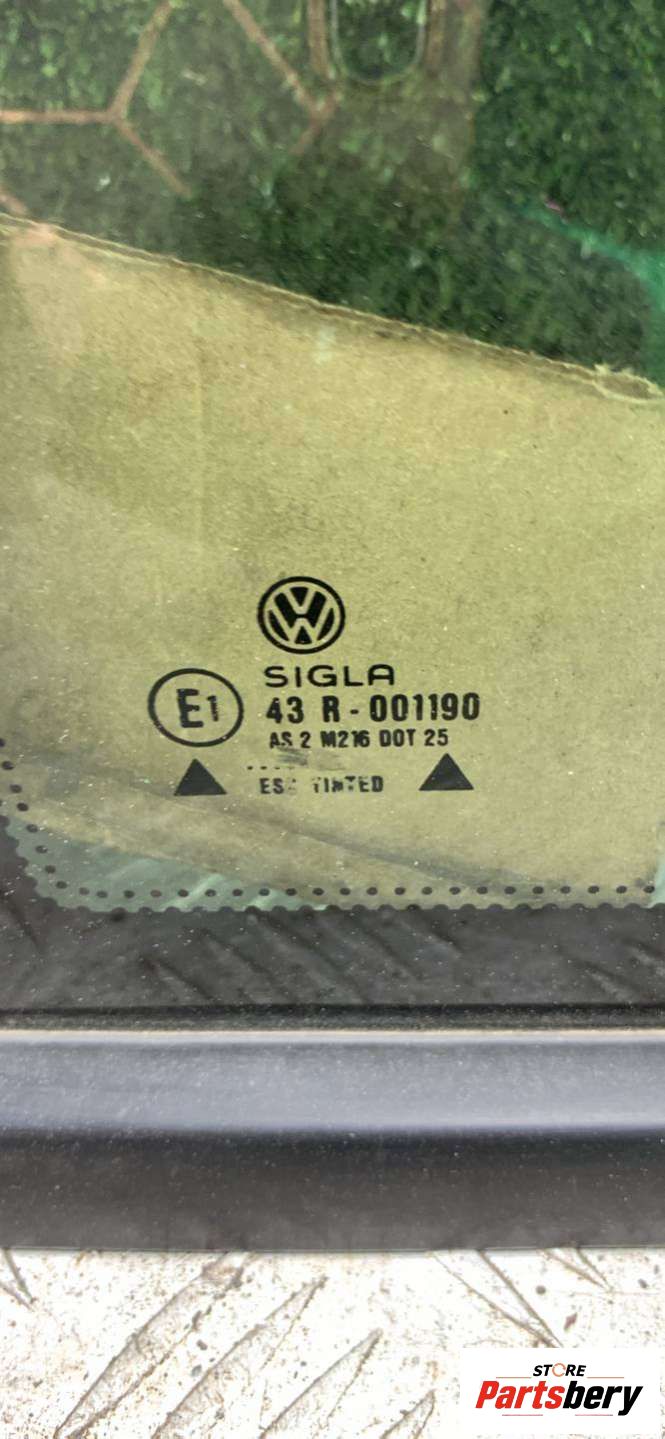 VW
SIGLA
E1
43 R-001190
AS 2 M216 DOT 25
TINTED
STORE
Partsbery